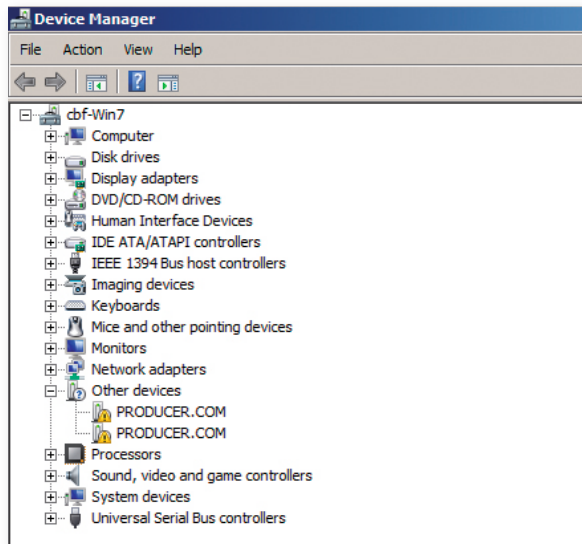 Device Manager
File Action View Help
cbf-Win7
Computer
Disk drives
Display adapters
DVD/CD-ROM drives
Human Interface Devices
IDE ATA/ATAPI controllers
IEEE 1394 Bus host controllers
Imaging devices
Keyboards
Mice and other pointing devices
Monitors
Network adapters
Other devices
PRODUCER.COM
PRODUCER.COM
Processors
Sound, video and game controllers
System devices
Universal Serial Bus controllers